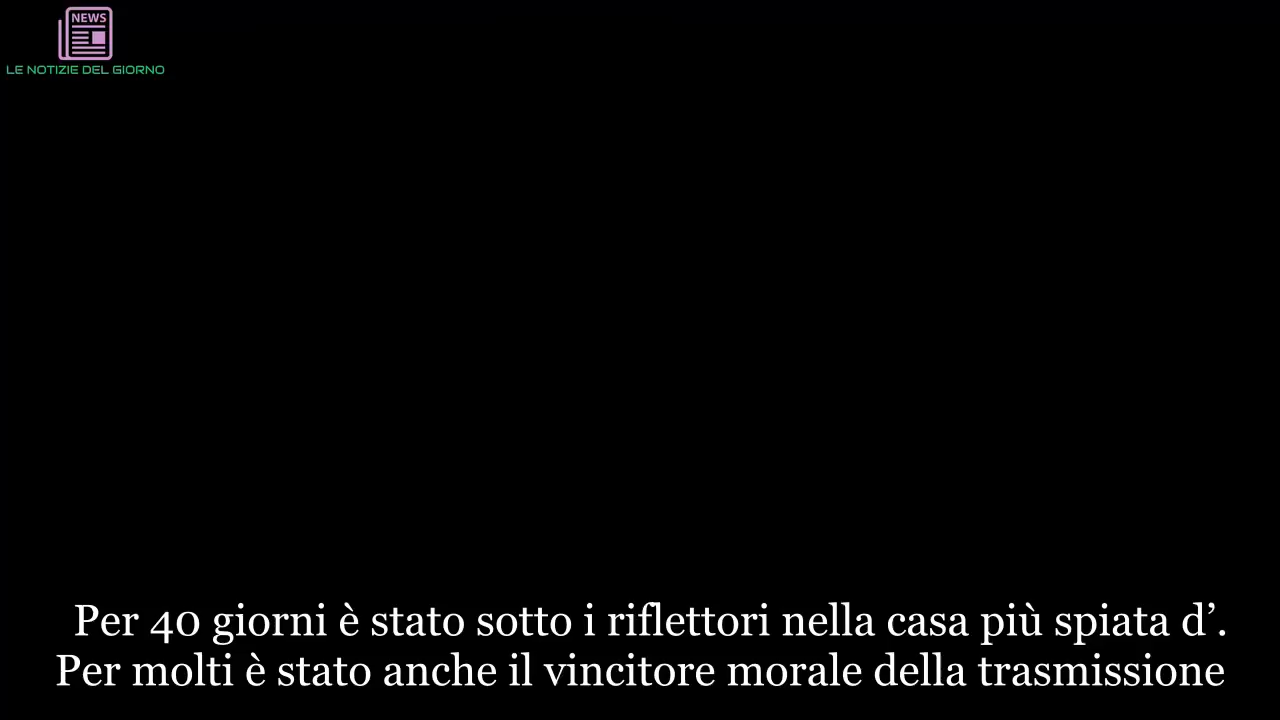 NEWS
LE NOTIZIE DEL GIORNO
Per 40 giorni è stato sotto i riflettori nella casa più spiata d’.
Per molti è stato anche il vincitore morale della trasmissione